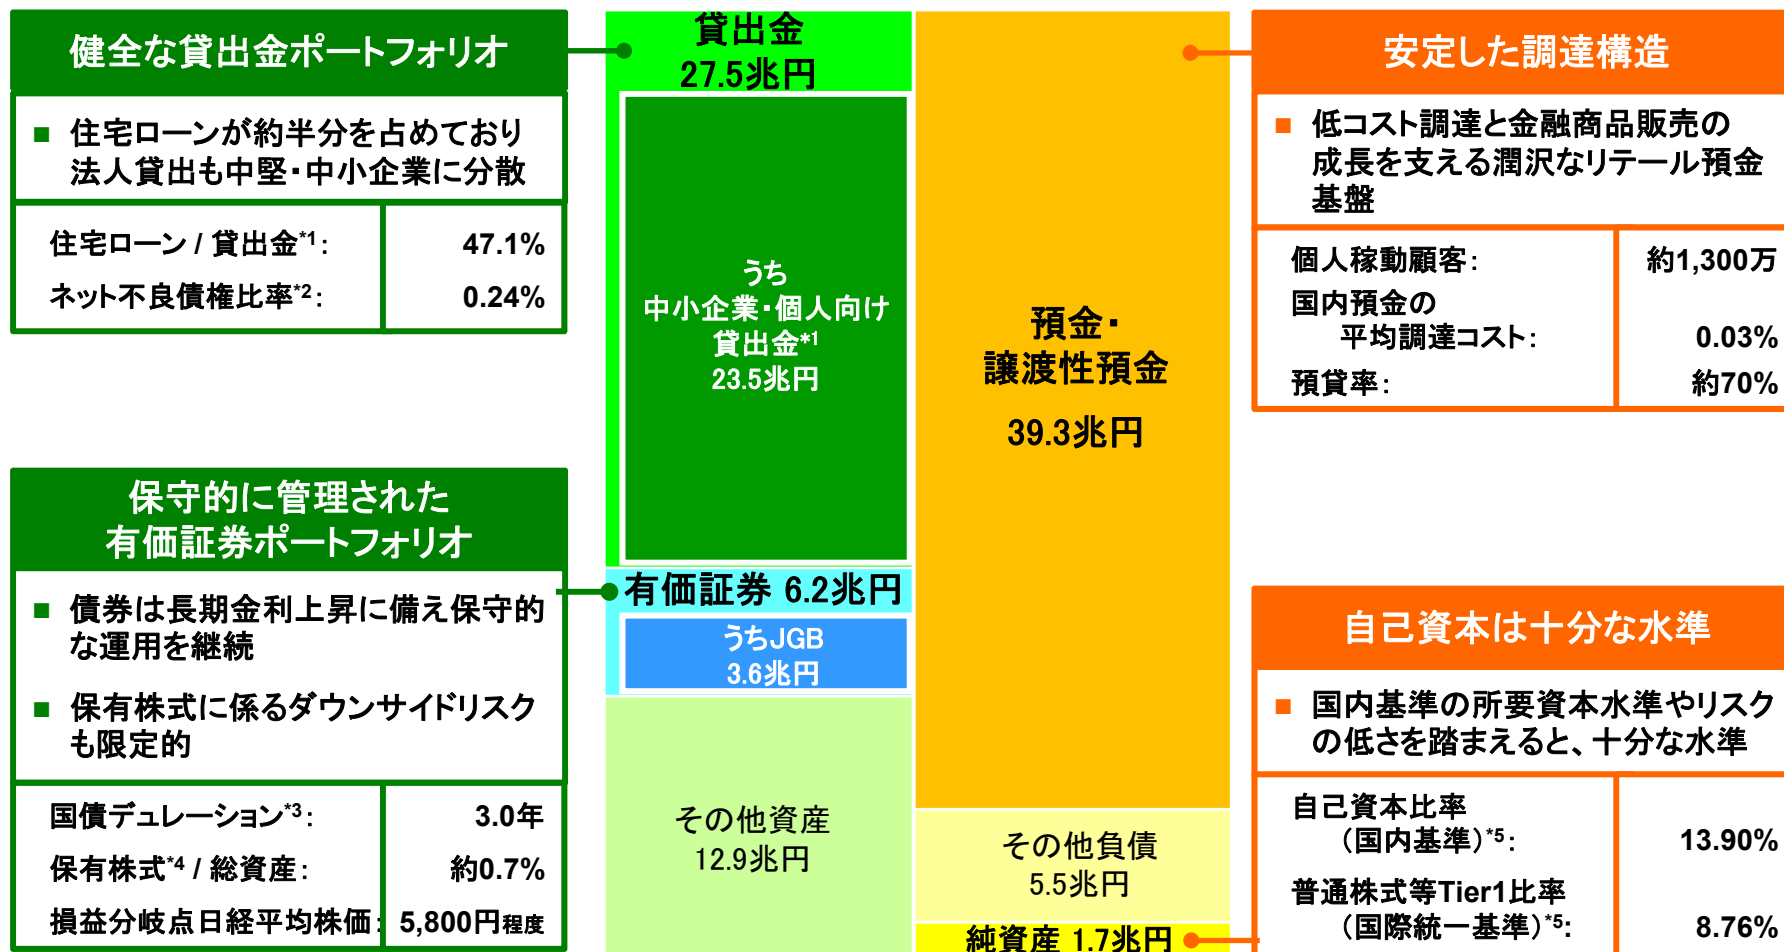 健全な貸出金ポートフォリオ
■ 住宅ローンが約半分を占めており
法人貸出も中堅・中小企業に分散
住宅ローン / 貸出金*1: 47.1%
ネット不良債権比率*2: 0.24%
保守的に管理された
有価証券ポートフォリオ
■ 債券は長期金利上昇に備え保守的
な運用を継続
■ 保有株式に係るダウンサイドリスク
も限定的
国債デュレーション*3: 3.0年
保有株式*4 / 総資産: 約0.7%
損益分岐点日経平均株価: 5,800円程度
貸出金
27.5兆円
うち
中小企業・個人向け
貸出金*1
23.5兆円
有価証券 6.2兆円
うちJGB
3.6兆円
その他資産
12.9兆円
預金・
譲渡性預金
39.3兆円
その他負債
5.5兆円
純資産 1.7兆円
安定した調達構造
■ 低コスト調達と金融商品販売の
成長を支える潤沢なリテール預金
基盤
個人稼動顧客: 約1,300万
国内預金の
平均調達コスト: 0.03%
預貸率: 約70%
自己資本は十分な水準
■ 国内基準の所要資本水準やリスク
の低さを踏まえると、十分な水準
自己資本比率
(国内基準)*5: 13.90%
普通株式等Tier1比率
(国際統一基準)*5: 8.76%